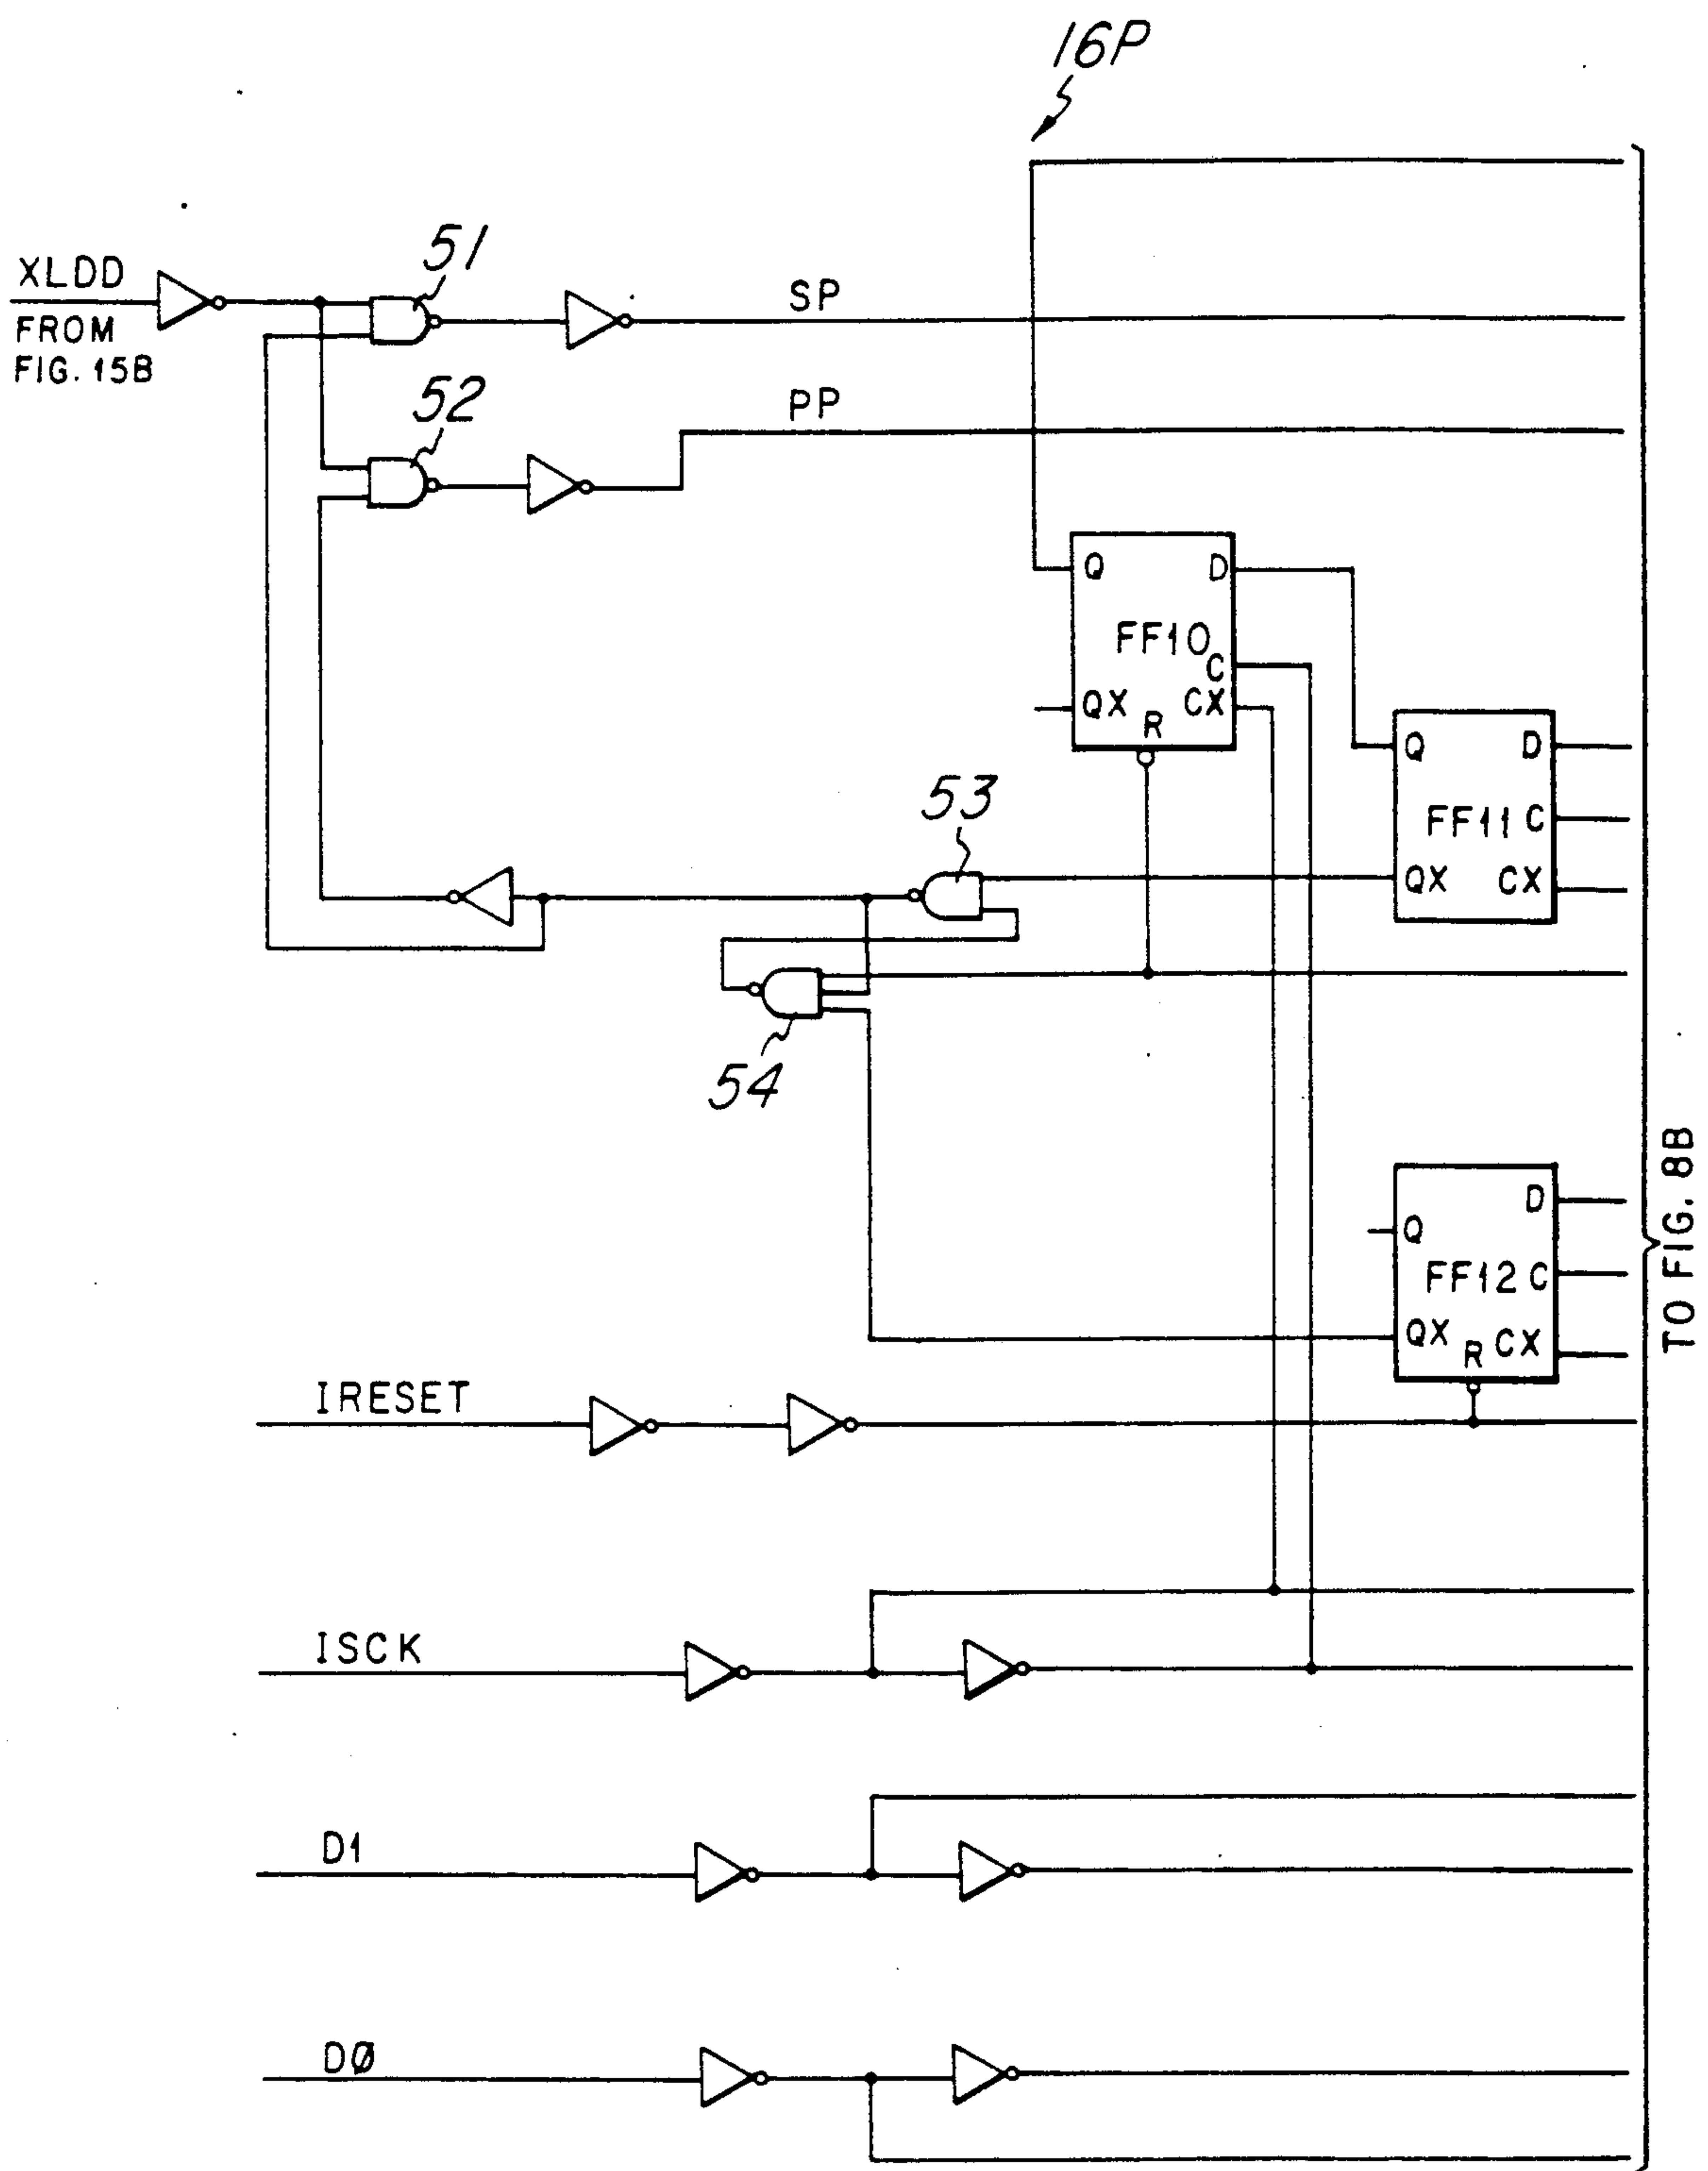 16P
XLDD
FROM
FIG. 15B
51
SP
52
PP
Q D
FF10
C
QX CX
R
Q D
FF11 C
QX CX
53
54
D
Q
FF12 C
QX CX
R
IRESET
ISCK
D1
DØ
TO FIG. 8B